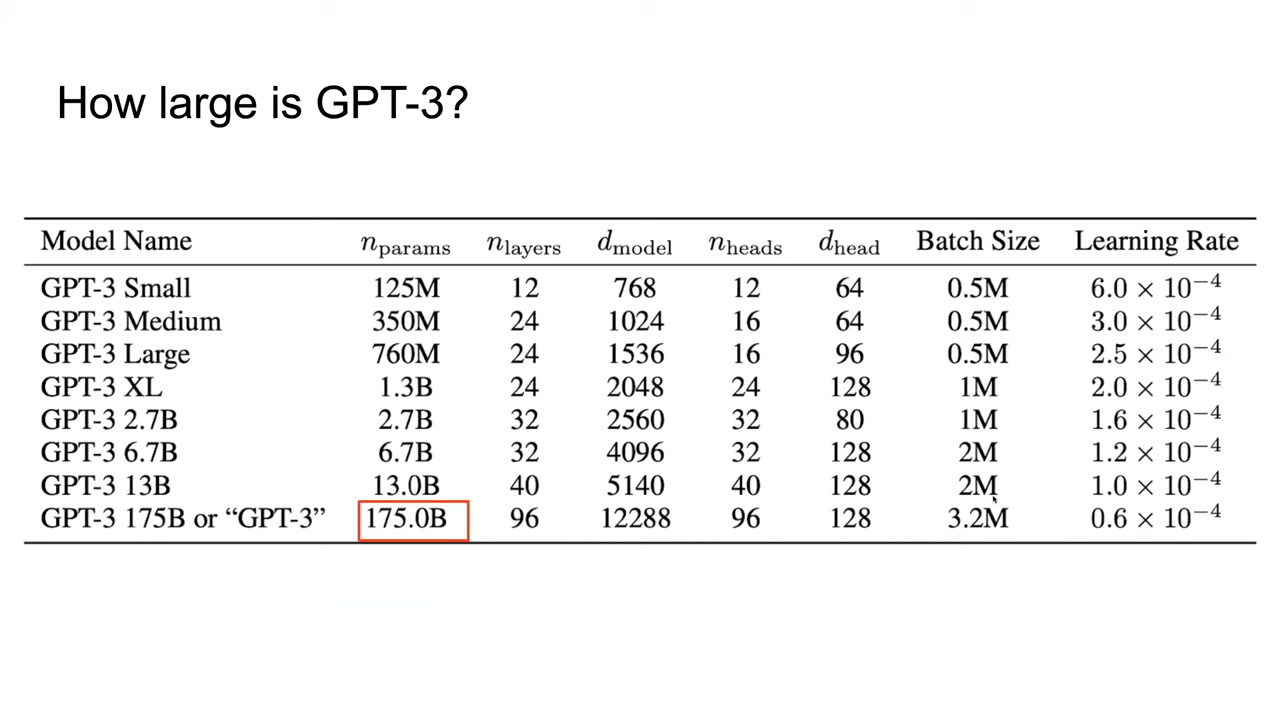 How large is GPT-3?
Model Name n_params n_layers d_model n_heads d_head Batch Size Learning Rate
GPT-3 Small 125M 12 768 12 64 0.5M 6.0 × 10⁻⁴
GPT-3 Medium 350M 24 1024 16 64 0.5M 3.0 × 10⁻⁴
GPT-3 Large 760M 24 1536 16 96 0.5M 2.5 × 10⁻⁴
GPT-3 XL 1.3B 24 2048 24 128 1M 2.0 × 10⁻⁴
GPT-3 2.7B 2.7B 32 2560 32 80 1M 1.6 × 10⁻⁴
GPT-3 6.7B 6.7B 32 4096 32 128 2M 1.2 × 10⁻⁴
GPT-3 13B 13.0B 40 5140 40 128 2M 1.0 × 10⁻⁴
GPT-3 175B or “GPT-3” 175.0B 96 12288 96 128 3.2M 0.6 × 10⁻⁴